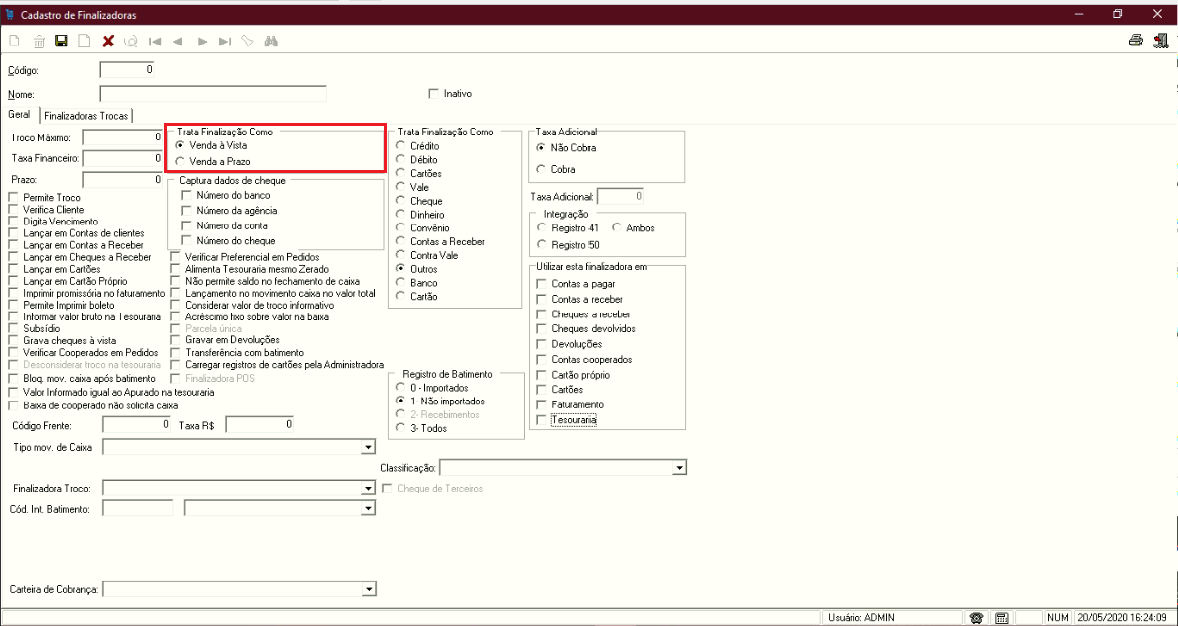 Cadastro de Finalizadoras
Código: 0
Nome:
Inativo
Geral
Finalizadoras Trocas
Troco Máximo: 0
Taxa Financeiro: 0
Prazo: 0
Permite Troco
Verifica Cliente
Digita Vencimento
Lançar em Contas de clientes
Lançar em Contas a Receber
Lançar em Cheques a Receber
Lançar em Cartões
Lançar em Cartão Próprio
Imprimir promissória no faturamento
Permite Imprimir boleto
Informar valor bruto na Tesouraria
Subsídio
Grava cheques à vista
Verificar Cooperados em Pedidos
Desconsiderar troco na tesouraria
Bloq. mov. caixa após batimento
Valor Informado igual ao Apurado na tesouraria
Baixa de cooperado não solicita caixa
Trata Finalização Como
Venda à Vista
Venda a Prazo
Captura dados de cheque
Número do banco
Número da agência
Número da conta
Número do cheque
Verificar Preferencial em Pedidos
Alimenta Tesouraria mesmo Zerado
Não permite saldo no fechamento de caixa
Lançamento no movimento caixa no valor total
Considerar valor de troco informativo
Acréscimo fixo sobre valor na baixa
Parcela única
Gravar em Devoluções
Transferência com batimento
Carregar registros de cartões pela Administradora
Finalizadora POS
Trata Finalização Como
Crédito
Débito
Cartões
Vale
Cheque
Dinheiro
Convênio
Contas a Receber
Contra Vale
Outros
Banco
Cartão
Registro de Batimento
0 - Importados
1- Não importados
2- Recebimentos
3- Todos
Taxa Adicional
Não Cobra
Cobra
Taxa Adicional: 0
Integração
Registro 41
Ambos
Registro 50
Utilizar esta finalizadora em
Contas a pagar
Contas a receber
Cheques a receber
Cheques devolvidos
Devoluções
Contas cooperados
Cartão próprio
Cartões
Faturamento
Tesouraria
Código Frente: 0 Taxa R$ 0
Tipo mov. de Caixa
Classificação:
Finalizadora Troco:
Cheque de Terceiros
Cód. Int. Batimento:
Carteira de Cobrança:
Usuário: ADMIN
NUM
20/05/2020 16:24:09